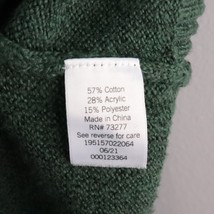 57% Cotton
28% Acrylic
15% Polyester
Made in China
RN# 73277
See reverse for care
195157022064
06/21
000123364